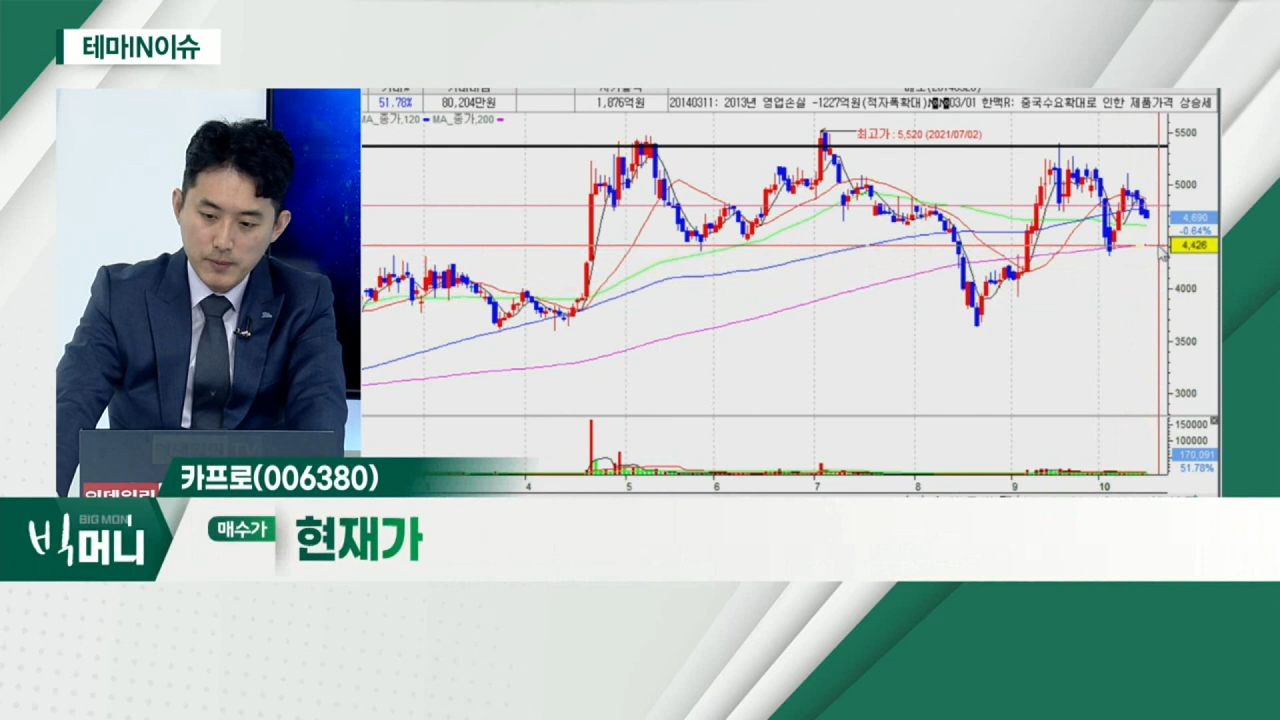 테마IN이슈
51.78%
80,204만원
1,876억원
20140311: 2013년 영업손실 -1227억원(적자폭확대)
03/01 한맥R: 중국수요확대로 인한 제품가격 상승세
MA_종가,120
MA_종가,200
최고가 : 5,520 (2021/07/02)
5500
5000
4,690
-0.64%
4,426
4000
3500
3000
150000
100000
170,091
51.78%
4
5
6
7
8
9
10
이데일리
카프로(006380)
BIG MON
빅머니
매수가
현재가